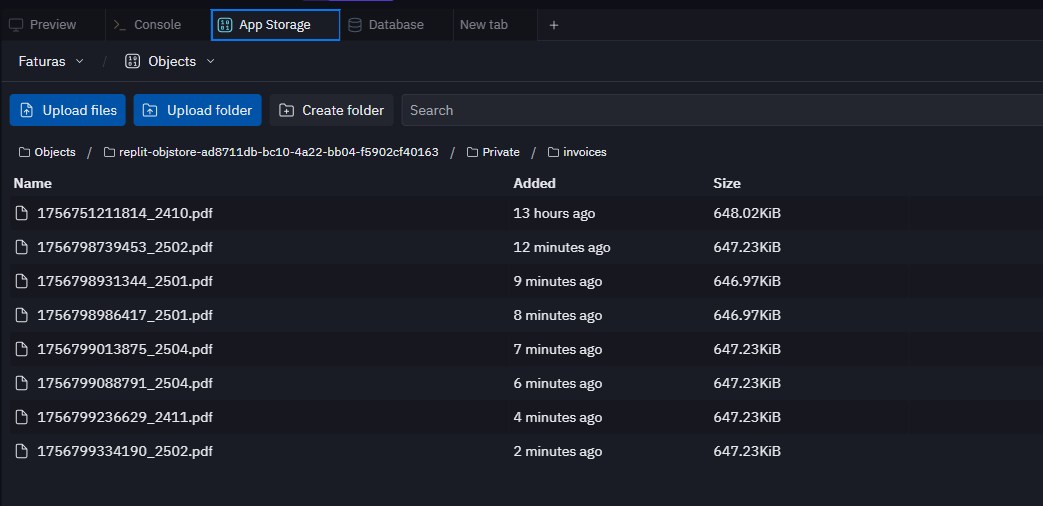 Preview Console App Storage Database New tab +
Faturas / Objects
Upload files Upload folder Create folder Search
Objects / replit-objstore-ad8711db-bc10-4a22-bb04-f5902cf40163 / Private / invoices
Name Added Size
1756751211814_2410.pdf 13 hours ago 648.02KiB
1756798739453_2502.pdf 12 minutes ago 647.23KiB
1756798931344_2501.pdf 9 minutes ago 646.97KiB
1756798986417_2501.pdf 8 minutes ago 646.97KiB
1756799013875_2504.pdf 7 minutes ago 647.23KiB
1756799088791_2504.pdf 6 minutes ago 647.23KiB
1756799236629_2411.pdf 4 minutes ago 647.23KiB
1756799334190_2502.pdf 2 minutes ago 647.23KiB